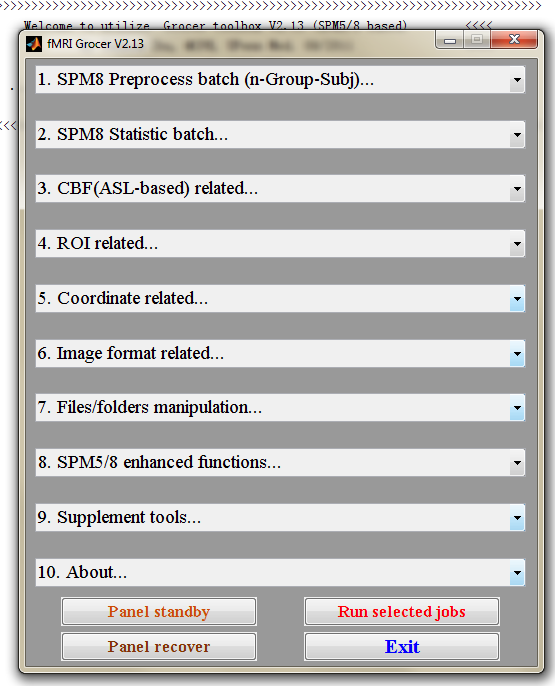 >>>>>>>>>>>>>>>>>>>>>>>>>>>>>>>>>>>>>>>>>>>>>>>>>>>>>>>>>>>>>>>>>>>>
Welcome to utilize Grocer toolbox V2.13 (SPM5/8 based) <<<<
fMRI Grocer V2.13
1. SPM8 Preprocess batch (n-Group-Subj)...
2. SPM8 Statistic batch...
<<<
3. CBF(ASL-based) related...
4. ROI related...
5. Coordinate related...
6. Image format related...
7. Files/folders manipulation...
8. SPM5/8 enhanced functions...
9. Supplement tools...
10. About...
Panel standby
Run selected jobs
Panel recover
Exit